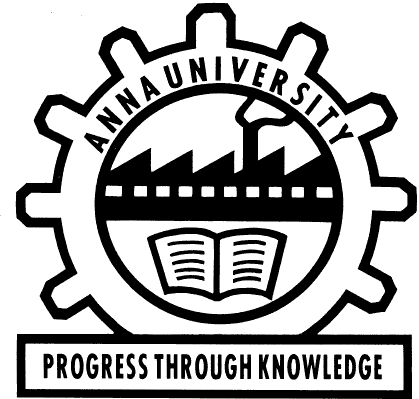 ANNA UNIVERSITY
PROGRESS THROUGH KNOWLEDGE